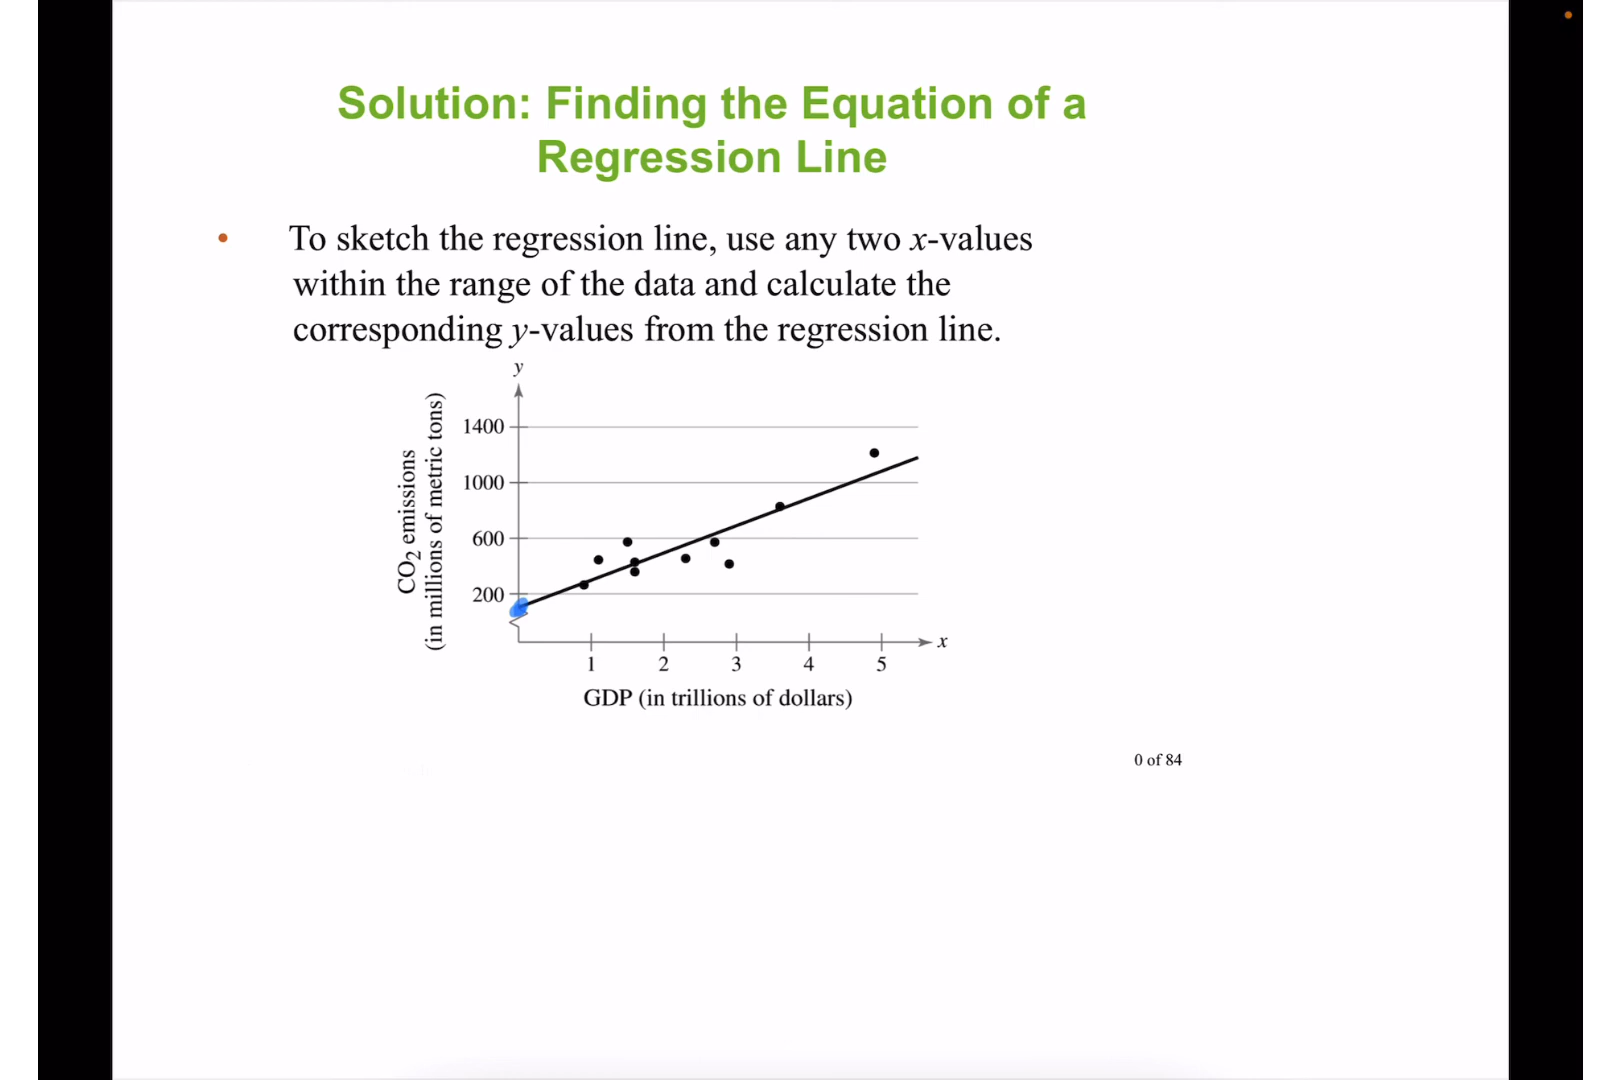 Solution: Finding the Equation of a
Regression Line
• To sketch the regression line, use any two x-values
within the range of the data and calculate the
corresponding y-values from the regression line.
y
CO2 emissions
(in millions of metric tons)
1400
1000
600
200
x
1 2 3 4 5
GDP (in trillions of dollars)
0 of 84